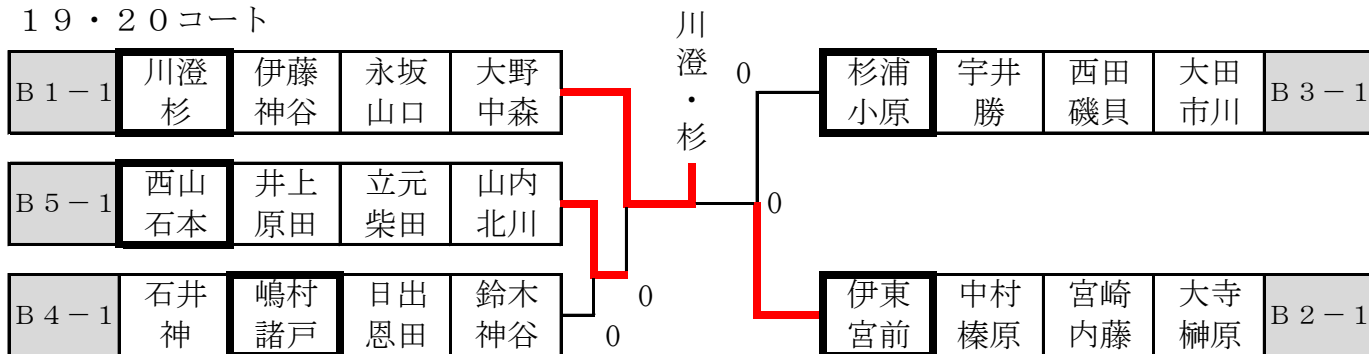 19・20コート
川澄・杉
B1-1
川澄 伊藤 永坂 大野
杉 神谷 山口 中森
0
杉浦 宇井 西田 大田
小原 勝 磯貝 市川
B3-1
B5-1
西山 井上 立元 山内
石本 原田 柴田 北川
0
B4-1
石井 嶋村 日出 鈴木
神 諸戸 恩田 神谷
0
0
伊東 中村 宮崎 大寺
宮前 榛原 内藤 榊原
B2-1